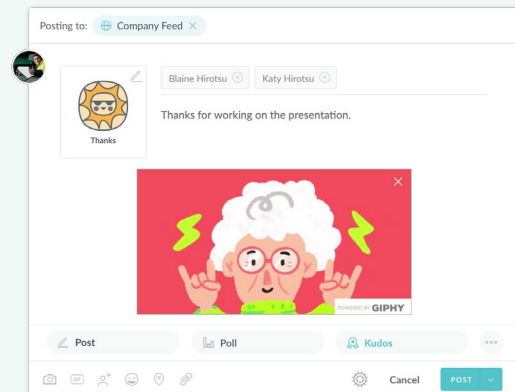 Posting to: Company Feed
Blaine Hirotsu Katy Hirotsu
Thanks for working on the presentation.
Thanks
POWERED BY GIPHY
Post Poll Kudos
GIF Cancel POST